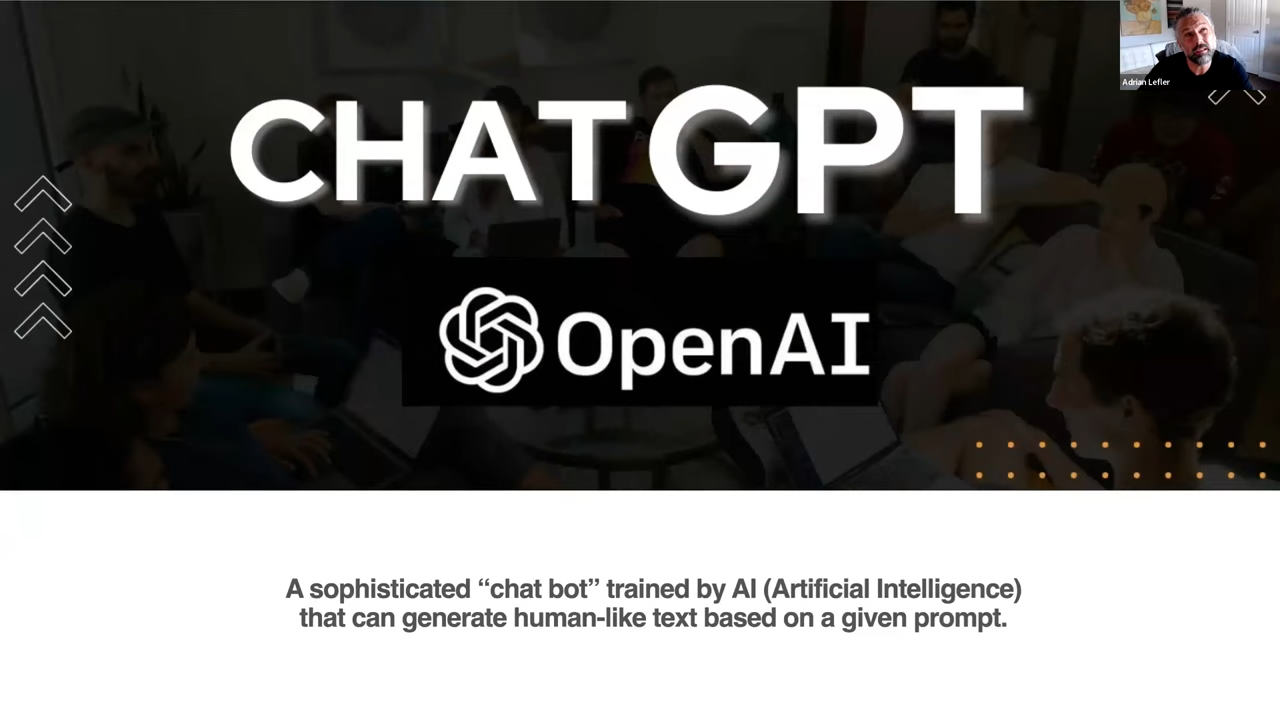 Adrian Lefler
CHATGPT
OpenAI
A sophisticated “chat bot” trained by AI (Artificial Intelligence)
that can generate human-like text based on a given prompt.